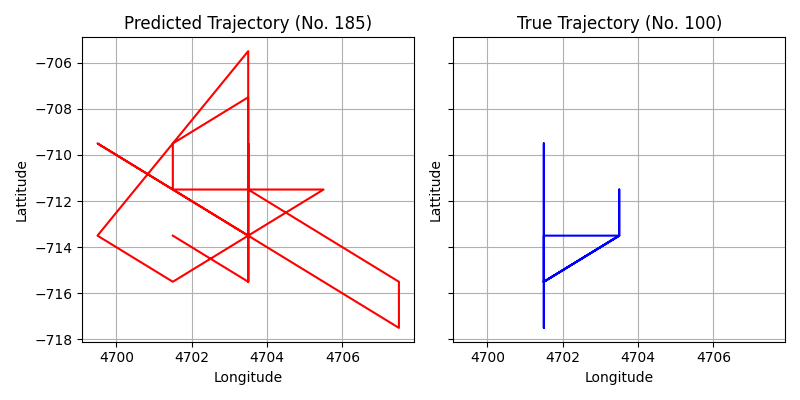 Predicted Trajectory (No. 185)
True Trajectory (No. 100)
Lattitude
−706
−708
−710
−712
−714
−716
−718
4700
4702
4704
4706
Longitude
Lattitude
4700
4702
4704
4706
Longitude